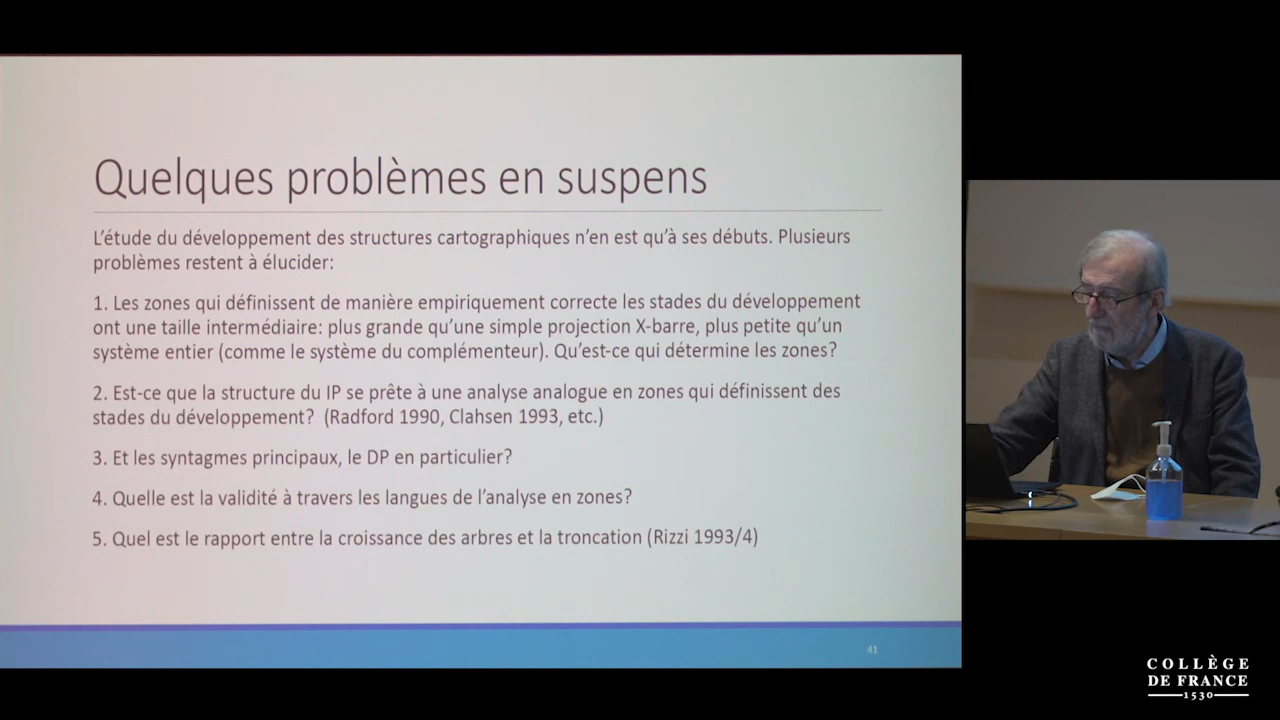 Quelques problèmes en suspens
L'étude du développement des structures cartographiques n'en est qu'à ses débuts. Plusieurs
problèmes restent à élucider:
1. Les zones qui définissent de manière empiriquement correcte les stades du développement
ont une taille intermédiaire: plus grande qu'une simple projection X-barre, plus petite qu'un
système entier (comme le système du complémenteur). Qu'est-ce qui détermine les zones?
2. Est-ce que la structure du IP se prête à une analyse analogue en zones qui définissent des
stades du développement? (Radford 1990, Clahsen 1993, etc.)
3. Et les syntagmes principaux, le DP en particulier?
4. Quelle est la validité à travers les langues de l'analyse en zones?
5. Quel est le rapport entre la croissance des arbres et la troncation (Rizzi 1993/4)
41
COLLÈGE
DE FRANCE
1530